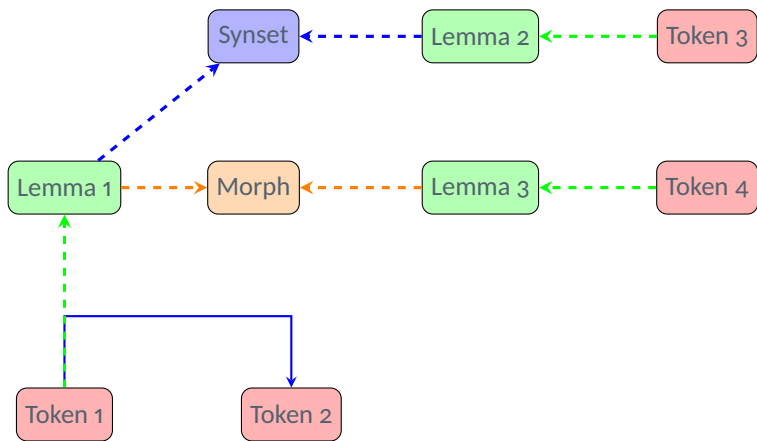 Synset
Lemma 2
Token 3
Lemma 1
Morph
Lemma 3
Token 4
Token 1
Token 2